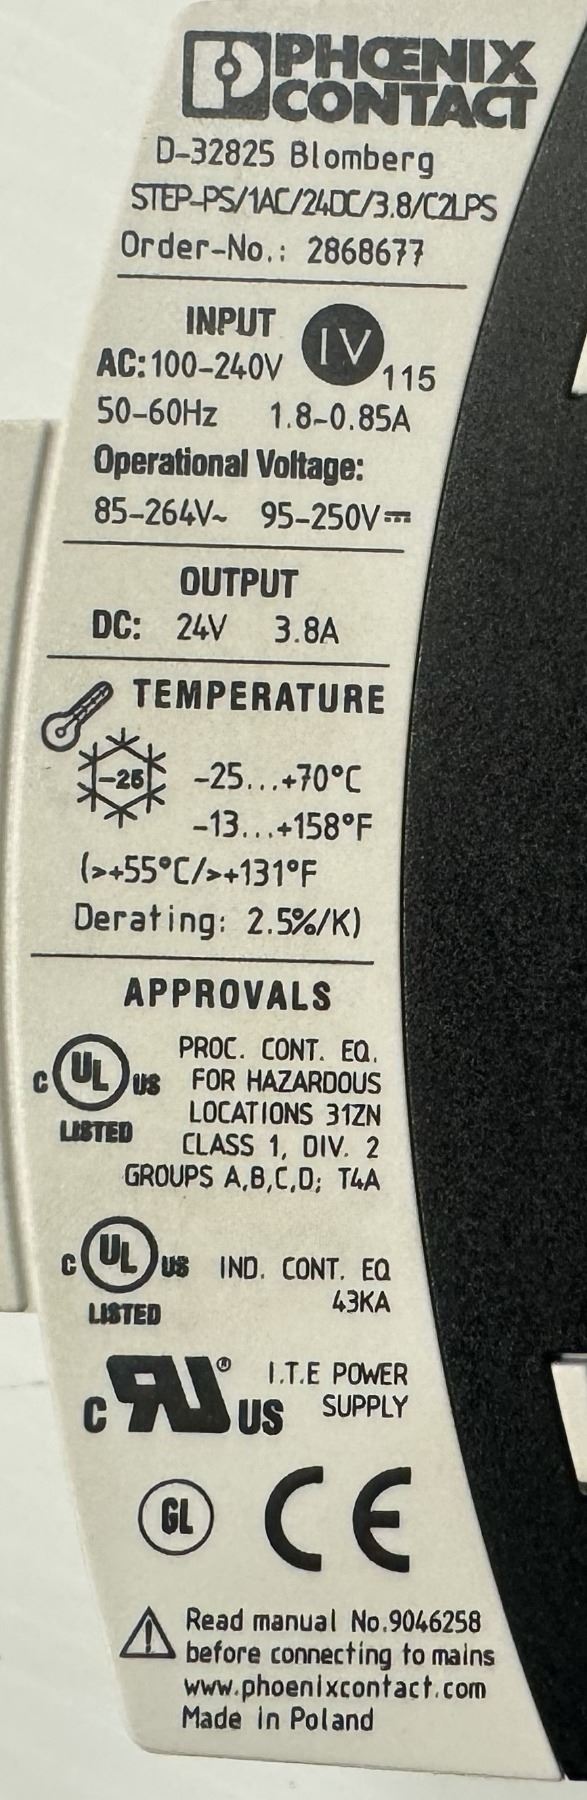 PHŒNIX
CONTACT
D-32825 Blomberg
STEP-PS/1AC/24DC/3.8/C2LPS
Order-No.: 2868677
INPUT
AC: 100-240V IV 115
50-60Hz 1.8-0.85A
Operational Voltage:
85-264V~ 95-250V⎓
OUTPUT
DC: 24V 3.8A
TEMPERATURE
-25 -25...+70°C
-13...+158°F
(>+55°C/>+131°F
Derating: 2.5%/K)
APPROVALS
C UL US LISTED
PROC. CONT. EQ.
FOR HAZARDOUS
LOCATIONS 31ZN
CLASS 1, DIV. 2
GROUPS A,B,C,D; T4A
C UL US LISTED
IND. CONT. EQ
43KA
C RU® US
I.T.E POWER
SUPPLY
GL CE
Read manual No.9046258
before connecting to mains
www.phoenixcontact.com
Made in Poland